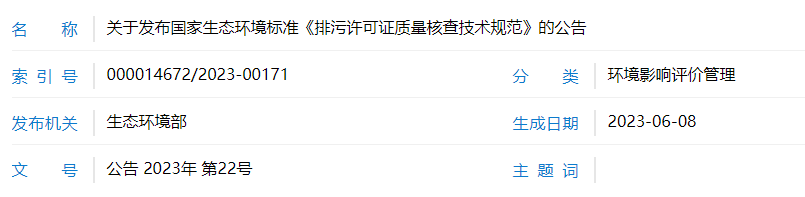 名 称 关于发布国家生态环境标准《排污许可证质量核查技术规范》的公告
索 引 号 000014672/2023-00171 分 类 环境影响评价管理
发布机关 生态环境部 生成日期 2023-06-08
文 号 公告 2023年 第22号 主 题 词